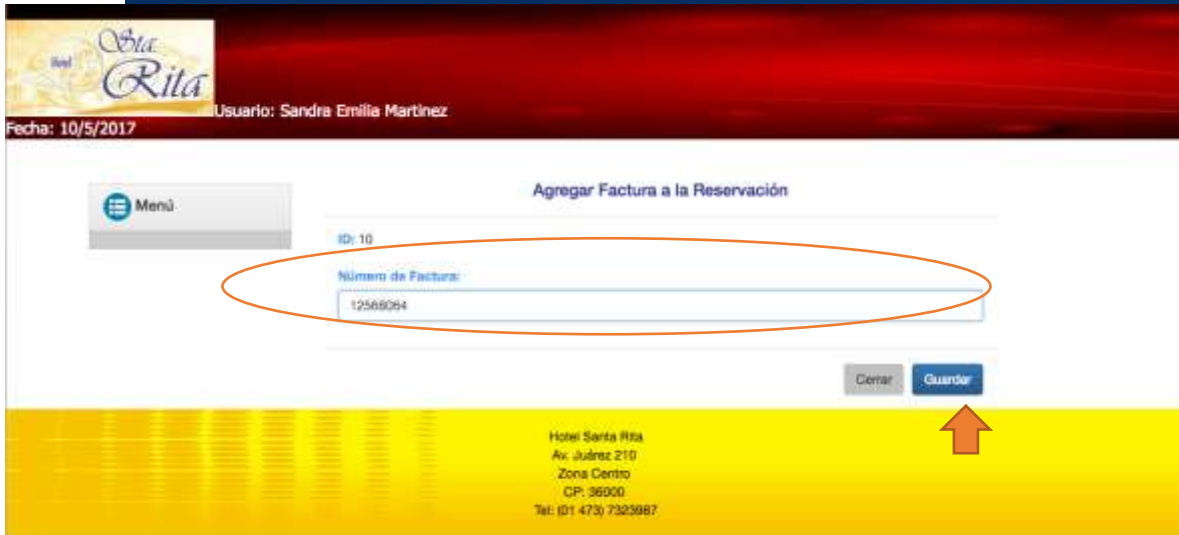 Hotel
Sta.
Rita
Usuario: Sandra Emilia Martinez
Fecha: 10/5/2017
Menú
Agregar Factura a la Reservación
ID: 10
Número de Factura:
Cerrar
Guardar
Hotel Santa Rita
Av. Juárez 210
Zona Centro
CP: 36000
Tel: (01 473) 7323987